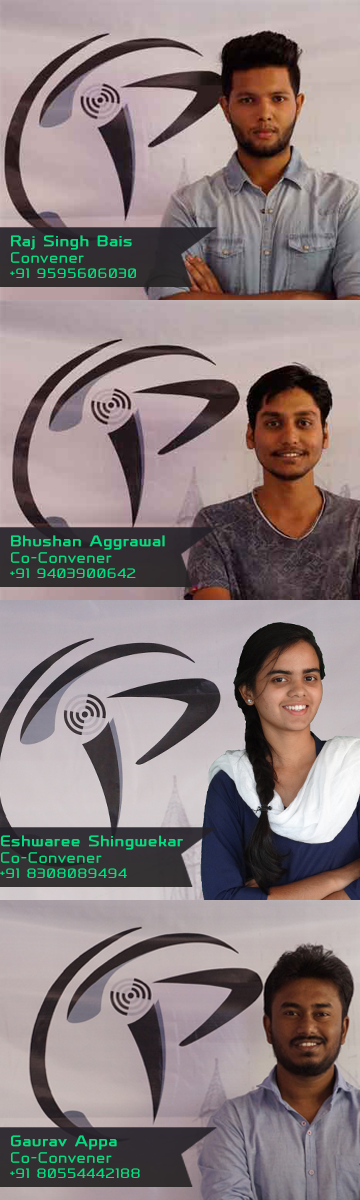 Raj Singh Bais
Convener
+91 9595606030
Bhushan Aggrawal
Co-Convener
+91 9403900642
Eshwaree Shingwekar
Co-Convener
+91 8308089494
Gaurav Appa
Co-Convener
+91 80554442188